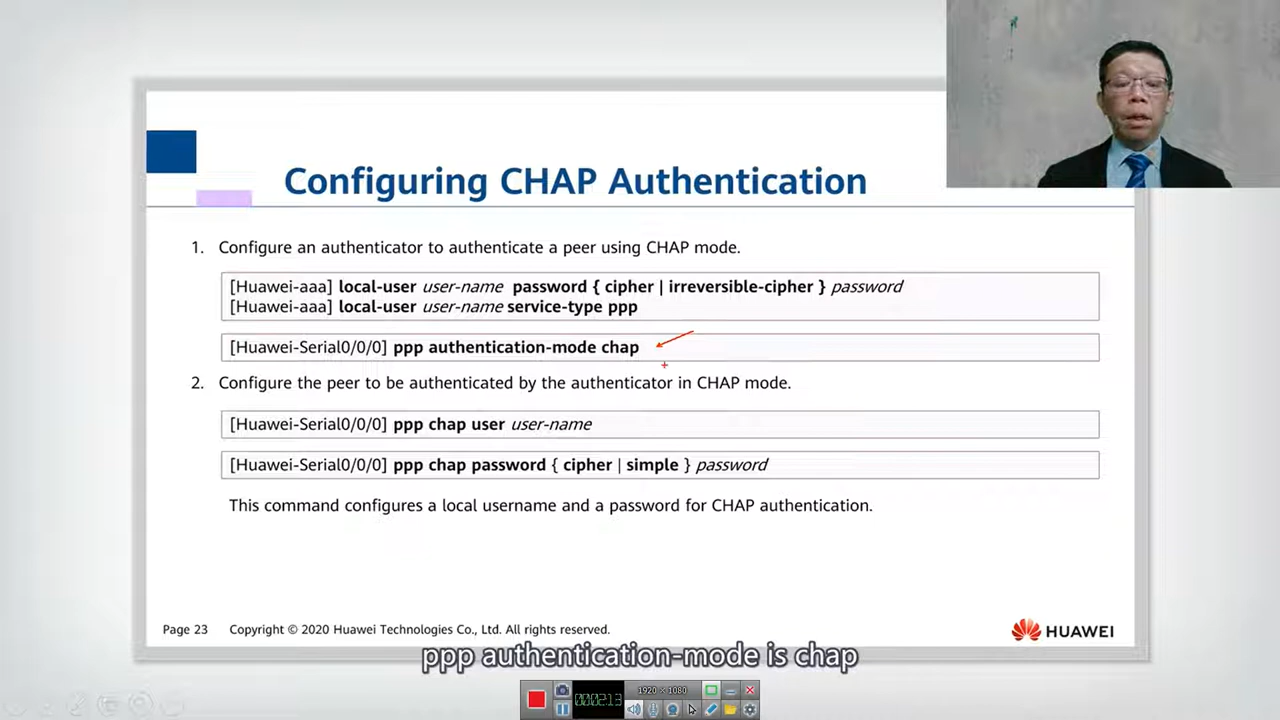 Configuring CHAP Authentication
1. Configure an authenticator to authenticate a peer using CHAP mode.
[Huawei-aaa] local-user user-name password { cipher | irreversible-cipher } password
[Huawei-aaa] local-user user-name service-type ppp
[Huawei-Serial0/0/0] ppp authentication-mode chap
2. Configure the peer to be authenticated by the authenticator in CHAP mode.
[Huawei-Serial0/0/0] ppp chap user user-name
[Huawei-Serial0/0/0] ppp chap password { cipher | simple } password
This command configures a local username and a password for CHAP authentication.
Page 23 Copyright © 2020 Huawei Technologies Co., Ltd. All rights reserved.
HUAWEI
ppp authentication-mode is chap
1920 × 1080